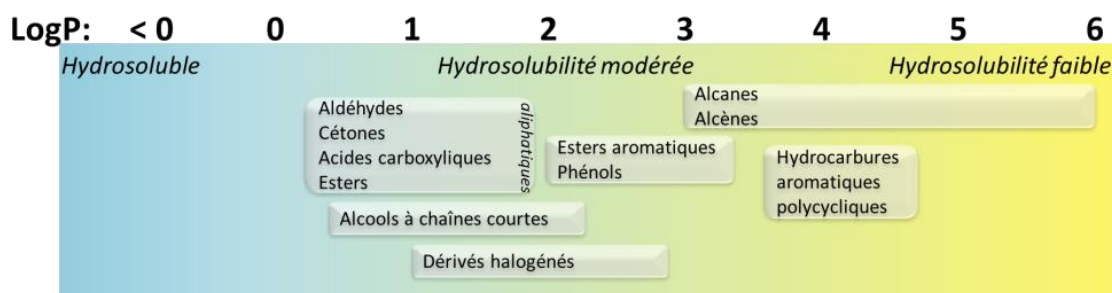 LogP: < 0 0 1 2 3 4 5 6
Hydrosoluble Hydrosolubilité modérée Hydrosolubilité faible
Aldéhydes
Cétones
Acides carboxyliques
Esters
aliphatiques
Alcools à chaînes courtes
Dérivés halogénés
Esters aromatiques
Phénols
Alcanes
Alcènes
Hydrocarbures
aromatiques
polycycliques